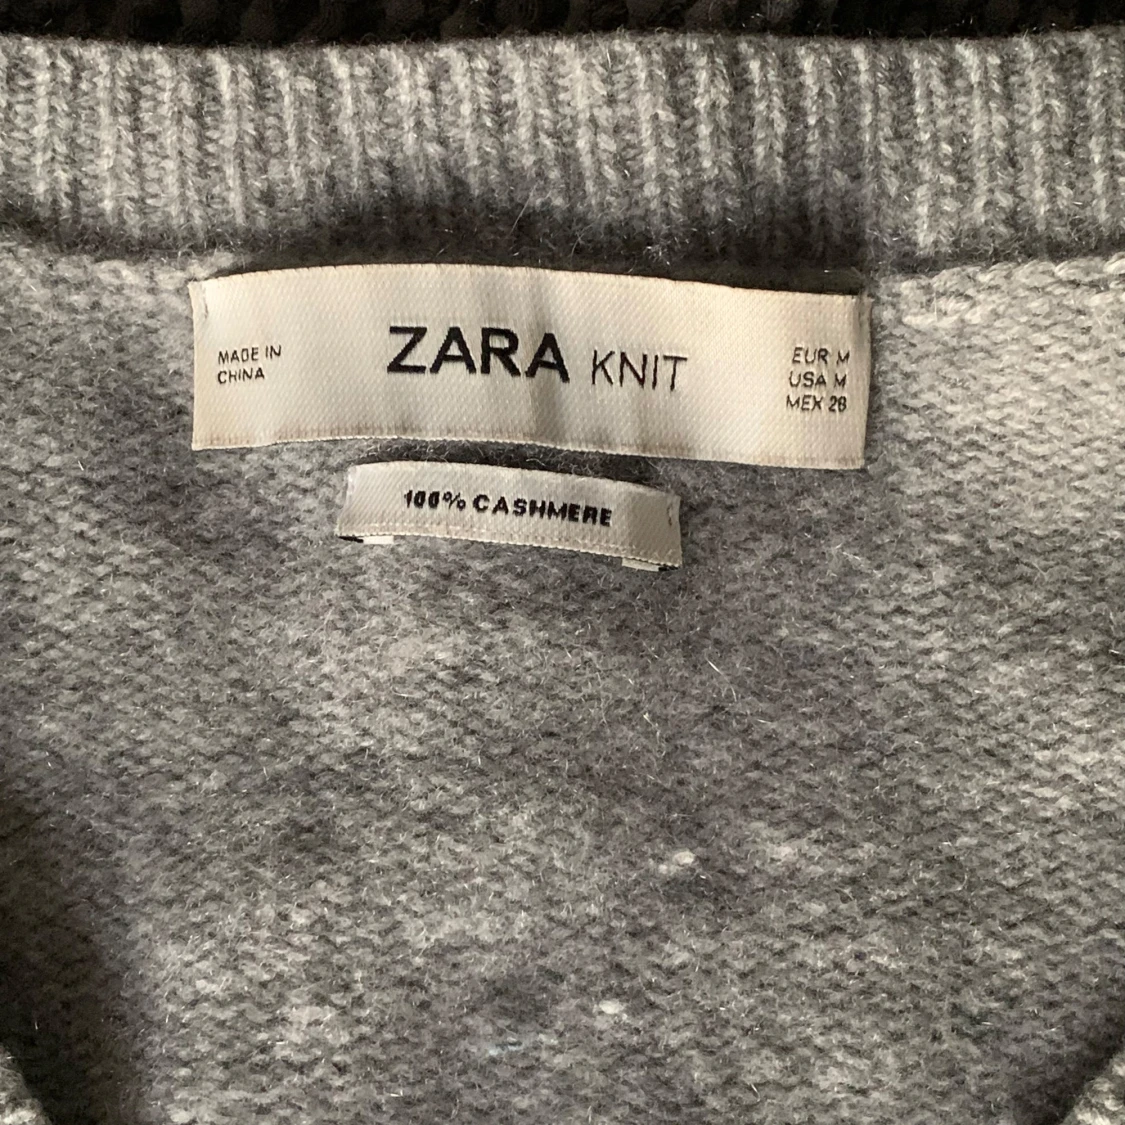 MADE IN
CHINA
ZARA KNIT
EUR M
USA M
MEX 28
100% CASHMERE